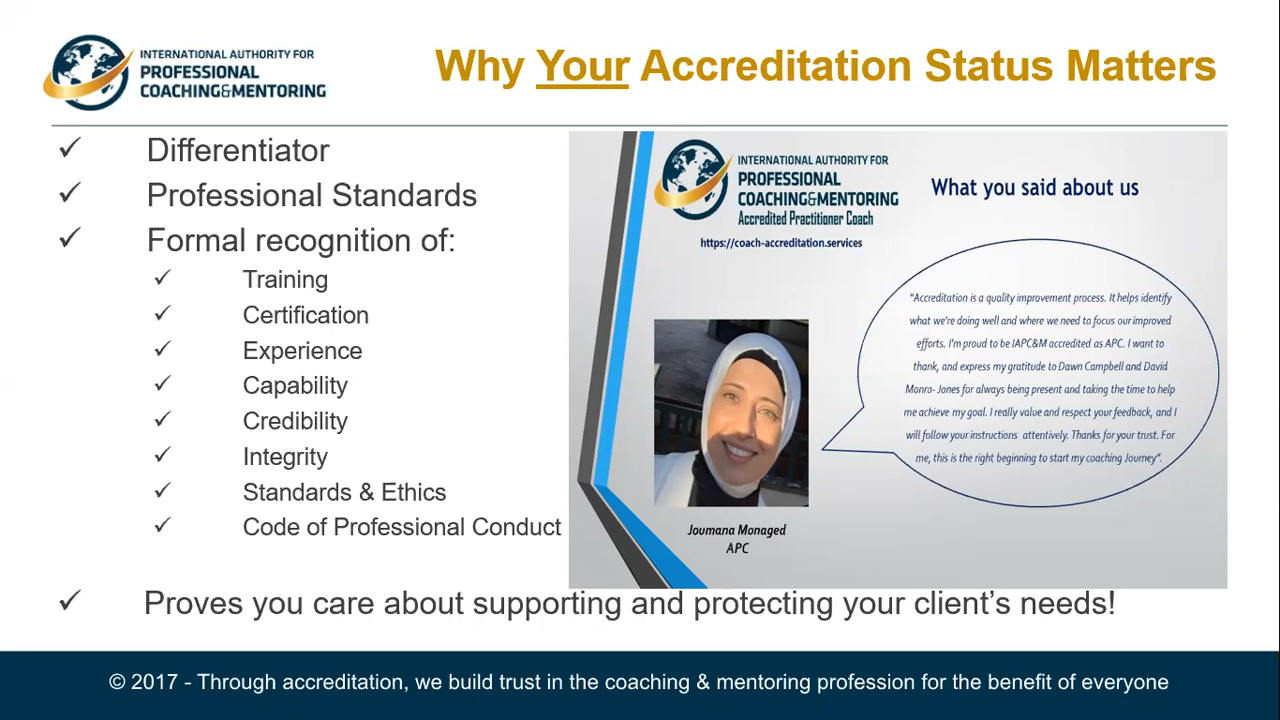 INTERNATIONAL AUTHORITY FOR
PROFESSIONAL
COACHING&MENTORING
Why Your Accreditation Status Matters
✓ Differentiator
✓ Professional Standards
✓ Formal recognition of:
✓ Training
✓ Certification
✓ Experience
✓ Capability
✓ Credibility
✓ Integrity
✓ Standards & Ethics
✓ Code of Professional Conduct
INTERNATIONAL AUTHORITY FOR
PROFESSIONAL
COACHING&MENTORING
Accredited Practitioner Coach
https://coach-accreditation.services
What you said about us
"Accreditation is a quality improvement process. It helps identify
what we're doing well and where we need to focus our improved
efforts. I'm proud to be IAPC&M accredited as APC. I want to
thank, and express my gratitude to Dawn Campbell and David
Monro- Jones for always being present and taking the time to help
me achieve my goal. I really value and respect your feedback, and I
will follow your instructions attentively. Thanks for your trust. For
me, this is the right beginning to start my coaching Journey".
Joumana Monaged
APC
✓ Proves you care about supporting and protecting your client's needs!
© 2017 - Through accreditation, we build trust in the coaching & mentoring profession for the benefit of everyone